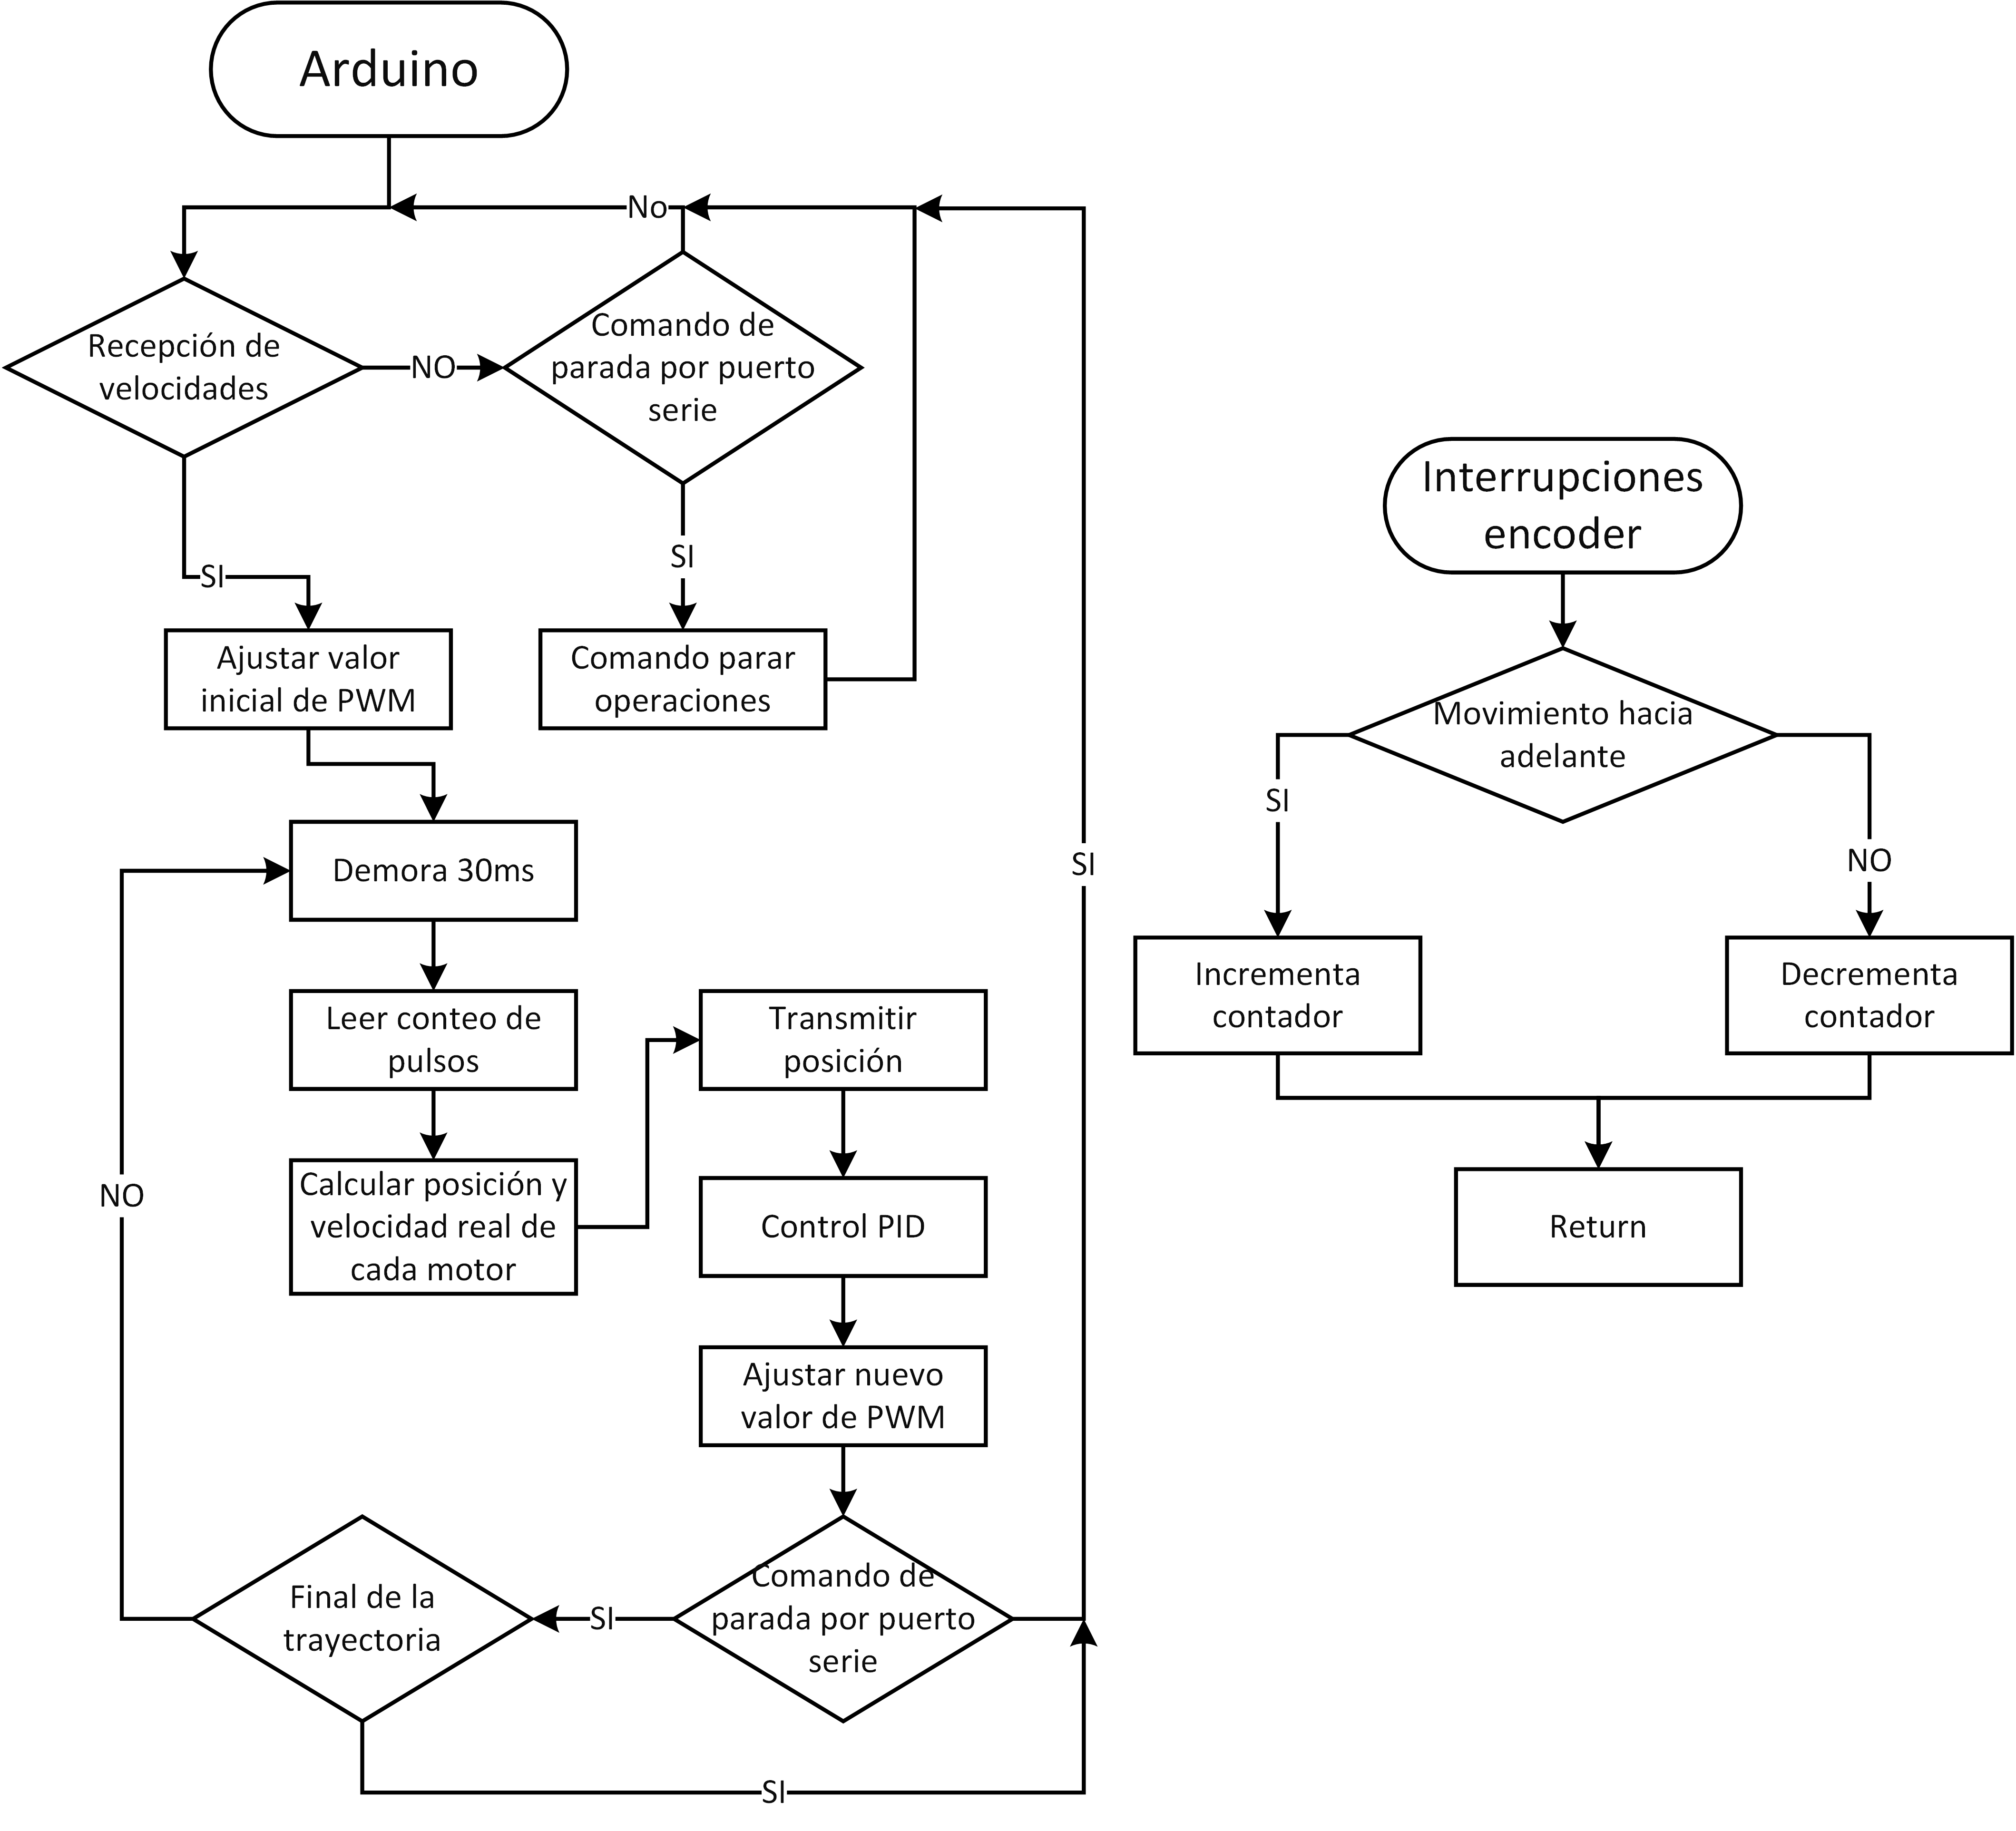 Arduino
No
Recepción de
velocidades
NO
Comando de
parada por puerto
serie
SI
SI
Ajustar valor
inicial de PWM
Comando parar
operaciones
Demora 30ms
Leer conteo de
pulsos
Calcular posición y
velocidad real de
cada motor
NO
Transmitir
posición
Control PID
Ajustar nuevo
valor de PWM
Comando de
parada por puerto
serie
SI
SI
Final de la
trayectoria
SI
Interrupciones
encoder
Movimiento hacia
adelante
SI
NO
Incrementa
contador
Decrementa
contador
Return